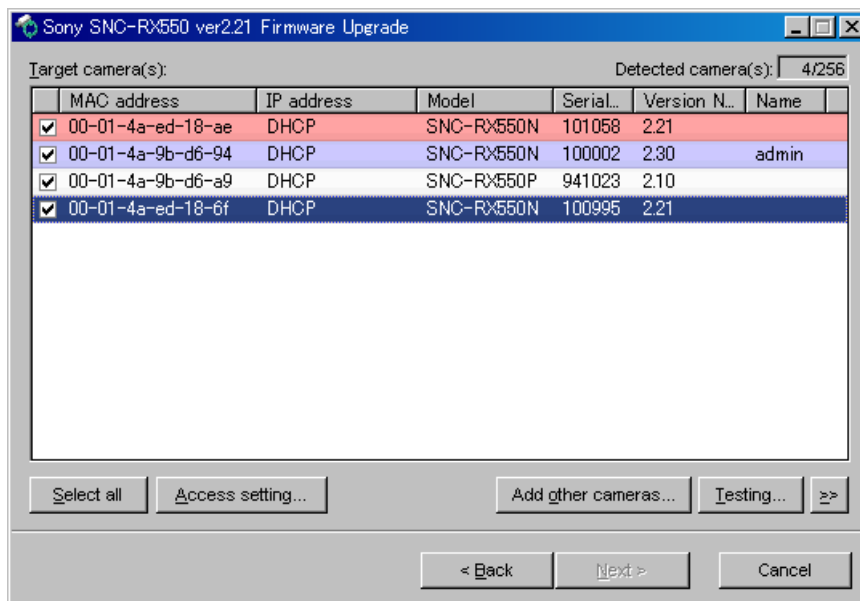 Sony SNC-RX550 ver2.21 Firmware Upgrade
Target camera(s): Detected camera(s): 4/256
MAC address IP address Model Serial... Version N... Name
00-01-4a-ed-18-ae DHCP SNC-RX550N 101058 2.21
00-01-4a-9b-d6-94 DHCP SNC-RX550N 100002 2.30 admin
00-01-4a-9b-d6-a9 DHCP SNC-RX550P 941023 2.10
00-01-4a-ed-18-6f DHCP SNC-RX550N 100995 2.21
Select all Access setting... Add other cameras... Testing... >>
< Back Next > Cancel